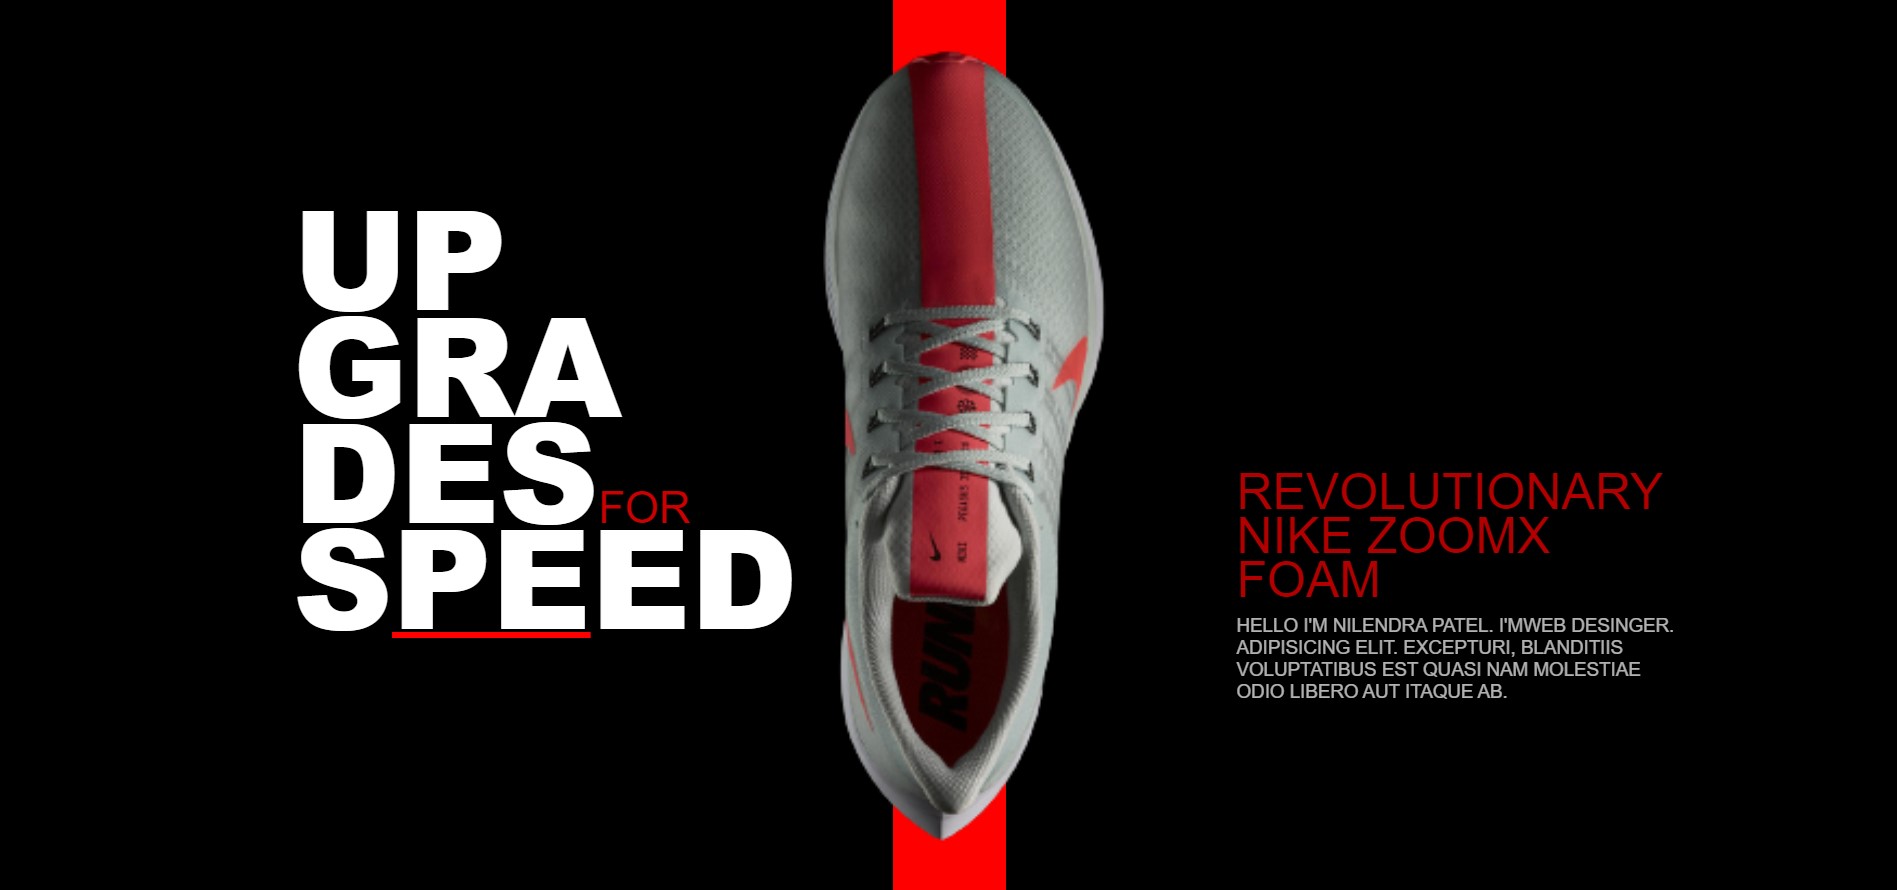 UP
GRA
DES FOR
SPEED
REVOLUTIONARY
NIKE ZOOMX
FOAM
HELLO I'M NILENDRA PATEL. I'MWEB DESINGER.
ADIPISICING ELIT. EXCEPTURI, BLANDITIIS
VOLUPTATIBUS EST QUASI NAM MOLESTIAE
ODIO LIBERO AUT ITAQUE AB.
RUN